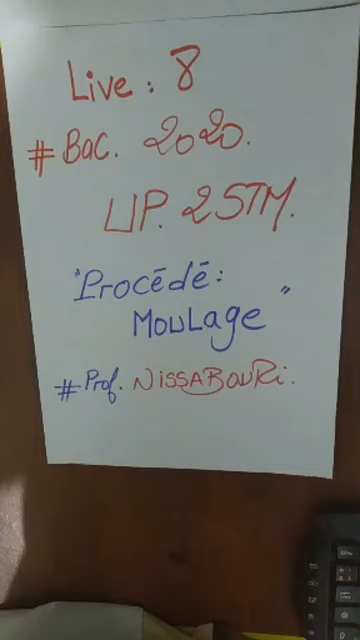 Live : 8
# BAC. 2020.
UP. 2STM.
"Procédé :
Moulage"
# Prof. NISSABOURi.